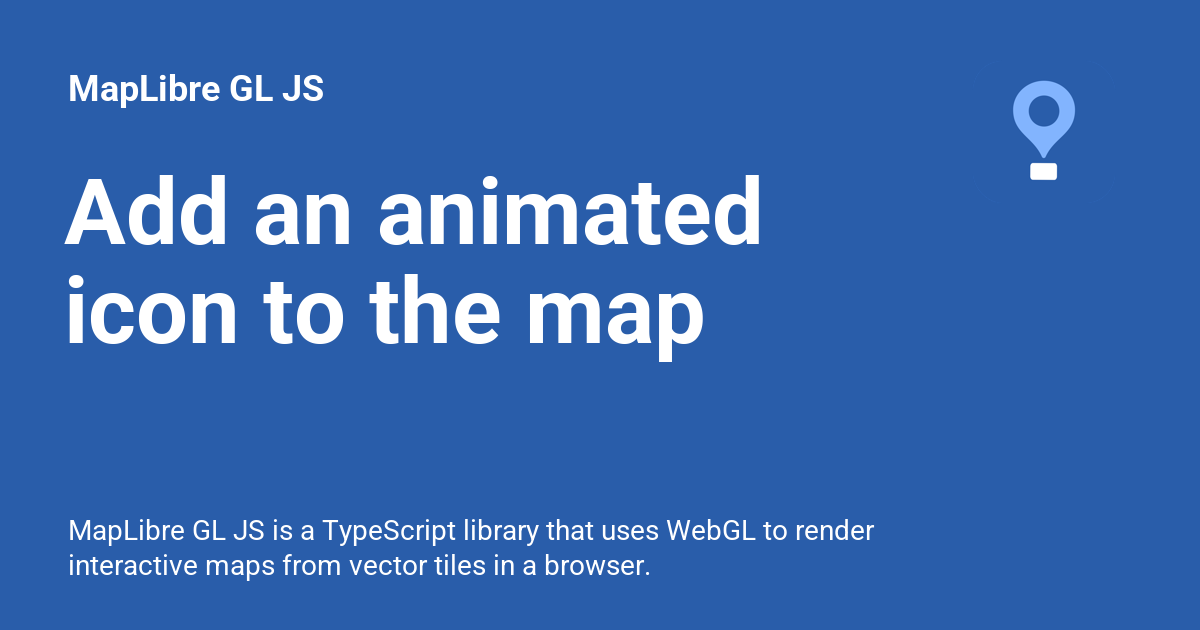 MapLibre GL JS
Add an animated
icon to the map
MapLibre GL JS is a TypeScript library that uses WebGL to render
interactive maps from vector tiles in a browser.